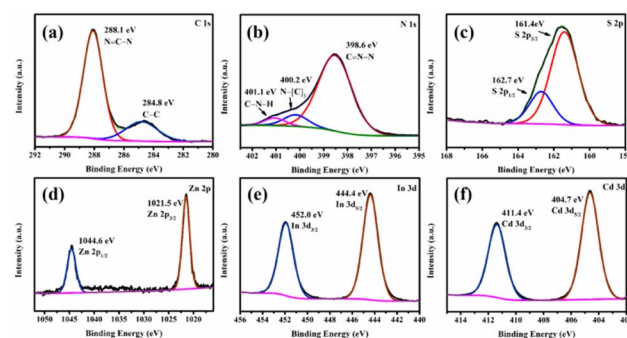 (a)
C 1s
288.1 eV
N=C–N
284.8 eV
C–C
Intensity (a.u.)
292 290 288 286 284 282 280
Binding Energy (eV)
(b)
N 1s
398.6 eV
C=N–N
400.2 eV
N–[C]3
401.1 eV
C–N–H
Intensity (a.u.)
402 401 400 399 398 397 396 395
Binding Energy (eV)
(c)
S 2p
161.4eV
S 2p3/2
162.7 eV
S 2p1/2
Intensity (a.u.)
168 166 164 162 160 15
Binding Energy (eV)
(d)
Zn 2p
1021.5 eV
Zn 2p3/2
1044.6 eV
Zn 2p1/2
Intensity (a.u.)
1050 1045 1040 1035 1030 1025 1020
Binding Energy (eV)
(e)
In 3d
444.4 eV
In 3d5/2
452.0 eV
In 3d3/2
Intensity (a.u.)
456 454 452 450 448 446 444 442 440
Binding Energy (eV)
(f)
Cd 3d
404.7 eV
Cd 3d5/2
411.4 eV
Cd 3d3/2
Intensity (a.u.)
414 412 410 408 406 404 402 40
Binding Energy (eV)